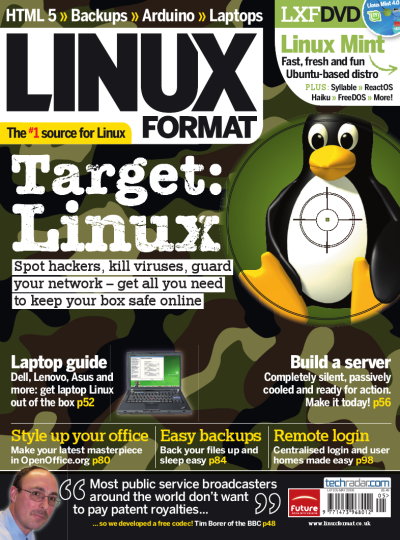 HTML 5 » Backups » Arduino » Laptops
LXFDVD
Linux Mint
Fast, fresh and fun
Ubuntu-based distro
PLUS: Syllable » ReactOS
Haiku » FreeDOS » More!
LINUX
FORMAT
The #1 source for Linux
Target:
Linux
Spot hackers, kill viruses, guard
your network – get all you need
to keep your box safe online
Laptop guide
Dell, Lenovo, Asus and
more: get laptop Linux
out of the box p52
Build a server
Completely silent, passively
cooled and ready for action.
Make it today! p56
Style up your office
Make your latest masterpiece
in OpenOffice.org p80
Easy backups
Back your files up and
sleep easy p84
Remote login
Centralised login and user
homes made easy p98
“Most public service broadcasters
around the world don’t want
to pay patent royalties...”
... so we developed a free codec! Tim Borer of the BBC p48
Future
techradar.com
05
9 771473 968012
www.linuxformat.co.uk